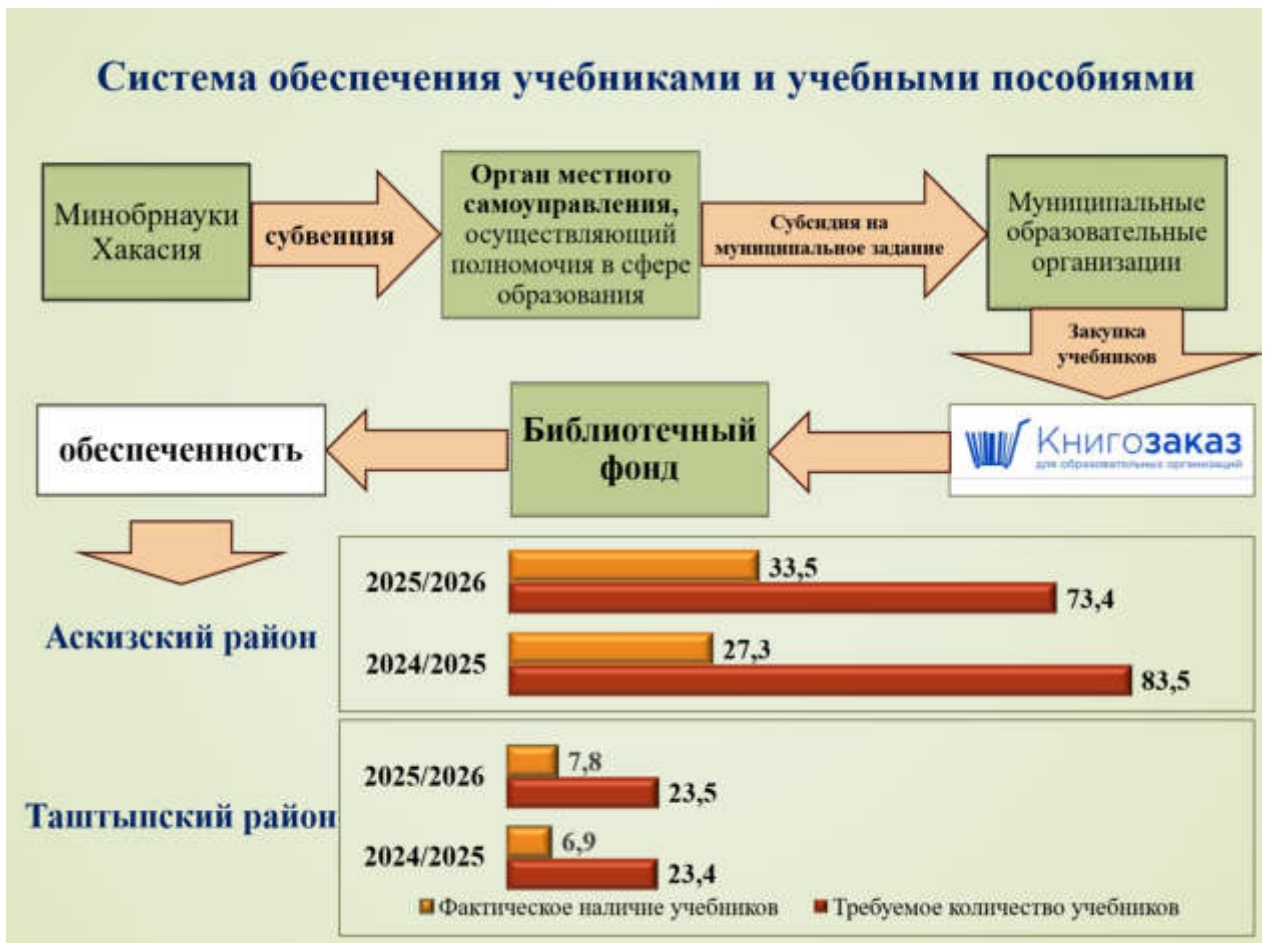 Система обеспечения учебниками и учебными пособиями
Минобрнауки
Хакасия
субвенция
Орган местного
самоуправления,
осуществляющий
полномочия в сфере
образования
Субсидия на
муниципальное задание
Муниципальные
образовательные
организации
Закупка
учебников
обеспеченность
Библиотечный
фонд
Книгозаказ
для образовательных организаций
Аскизский район
2025/2026
33,5
73,4
2024/2025
27,3
83,5
Таштыпский район
2025/2026
7,8
23,5
2024/2025
6,9
23,4
Фактическое наличие учебников
Требуемое количество учебников